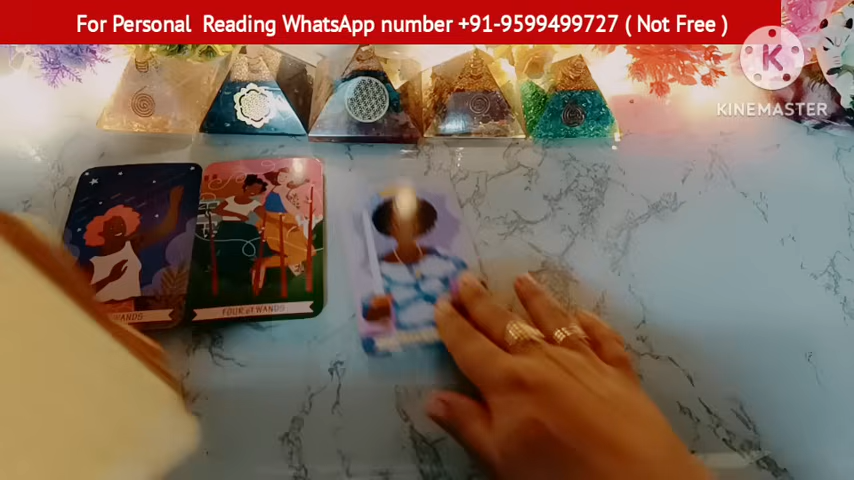 For Personal Reading WhatsApp number +91-9599499727 ( Not Free )
K
KINEMASTER
WANDS
FOUR of WANDS